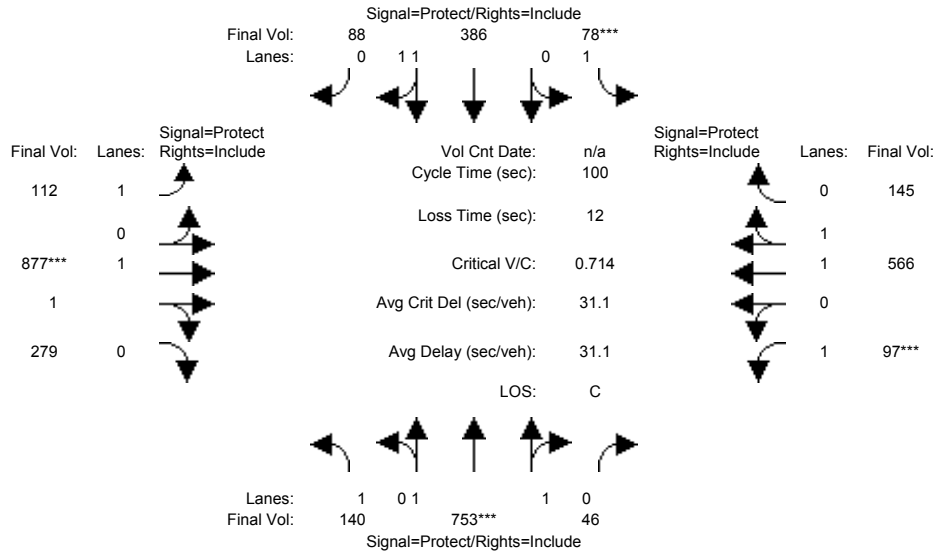 Signal=Protect/Rights=Include
Final Vol: 88 386 78***
Lanes: 0 1 1 0 1
Signal=Protect Signal=Protect
Final Vol: Lanes: Rights=Include Vol Cnt Date: n/a Rights=Include Lanes: Final Vol:
Cycle Time (sec): 100
112 1 0 145
Loss Time (sec): 12
0 1
877*** 1 Critical V/C: 0.714 1 566
1 Avg Crit Del (sec/veh): 31.1 0
279 0 Avg Delay (sec/veh): 31.1 1 97***
LOS: C
Lanes: 1 0 1 1 0
Final Vol: 140 753*** 46
Signal=Protect/Rights=Include